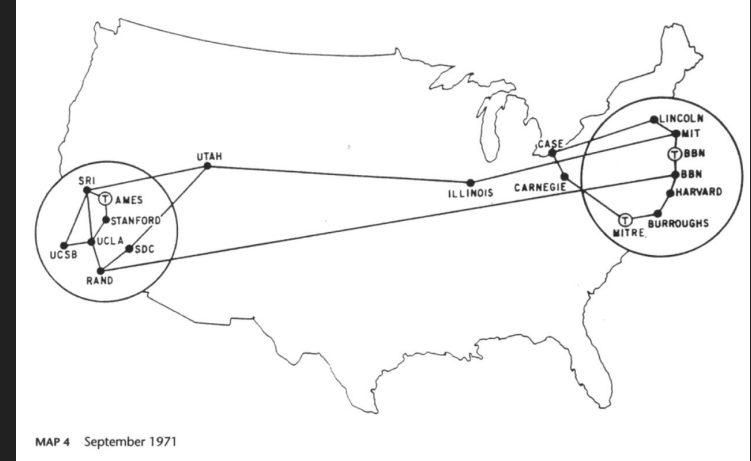 LINCOLN
MIT
T BBN
CASE
UTAH
BBN
SRI
ILLINOIS
CARNEGIE
HARVARD
T AMES
STANFORD
T
BURROUGHS
MITRE
UCLA
SDC
UCSB
RAND
MAP 4 September 1971